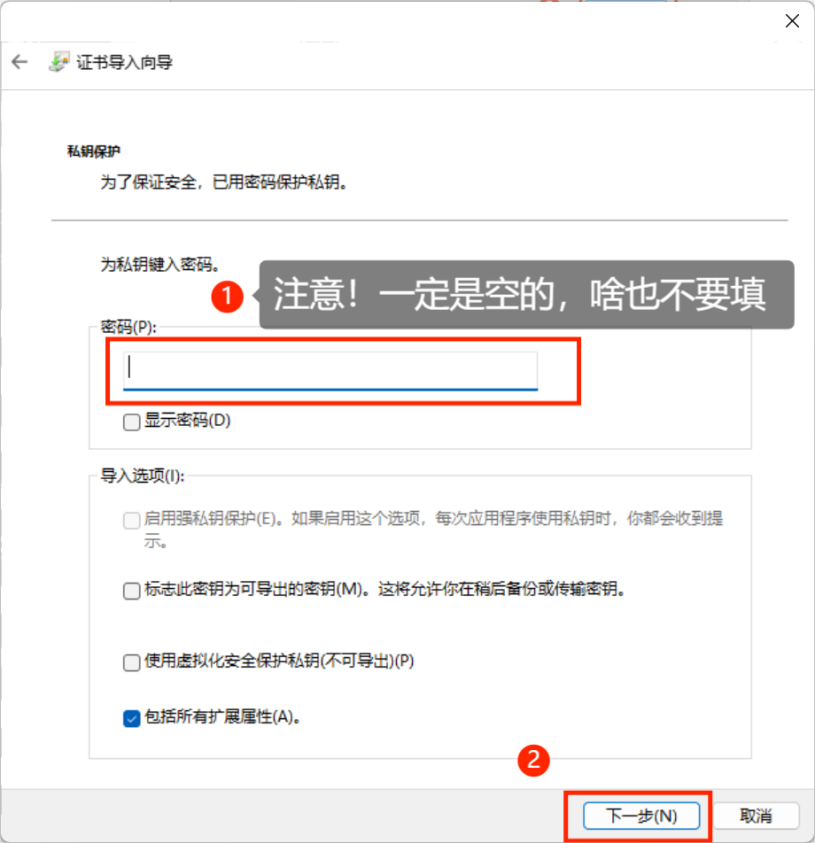 证书导入向导
私钥保护
为了保证安全，已用密码保护私钥。
为私钥键入密码。
1
注意！一定是空的，啥也不要填
密码(P):
显示密码(D)
导入选项(I):
启用强私钥保护(E)。如果启用这个选项，每次应用程序使用私钥时，你都会收到提
示。
标志此密钥为可导出的密钥(M)。这将允许你在稍后备份或传输密钥。
使用虚拟化安全保护私钥(不可导出)(P)
包括所有扩展属性(A)。
2
下一步(N)
取消